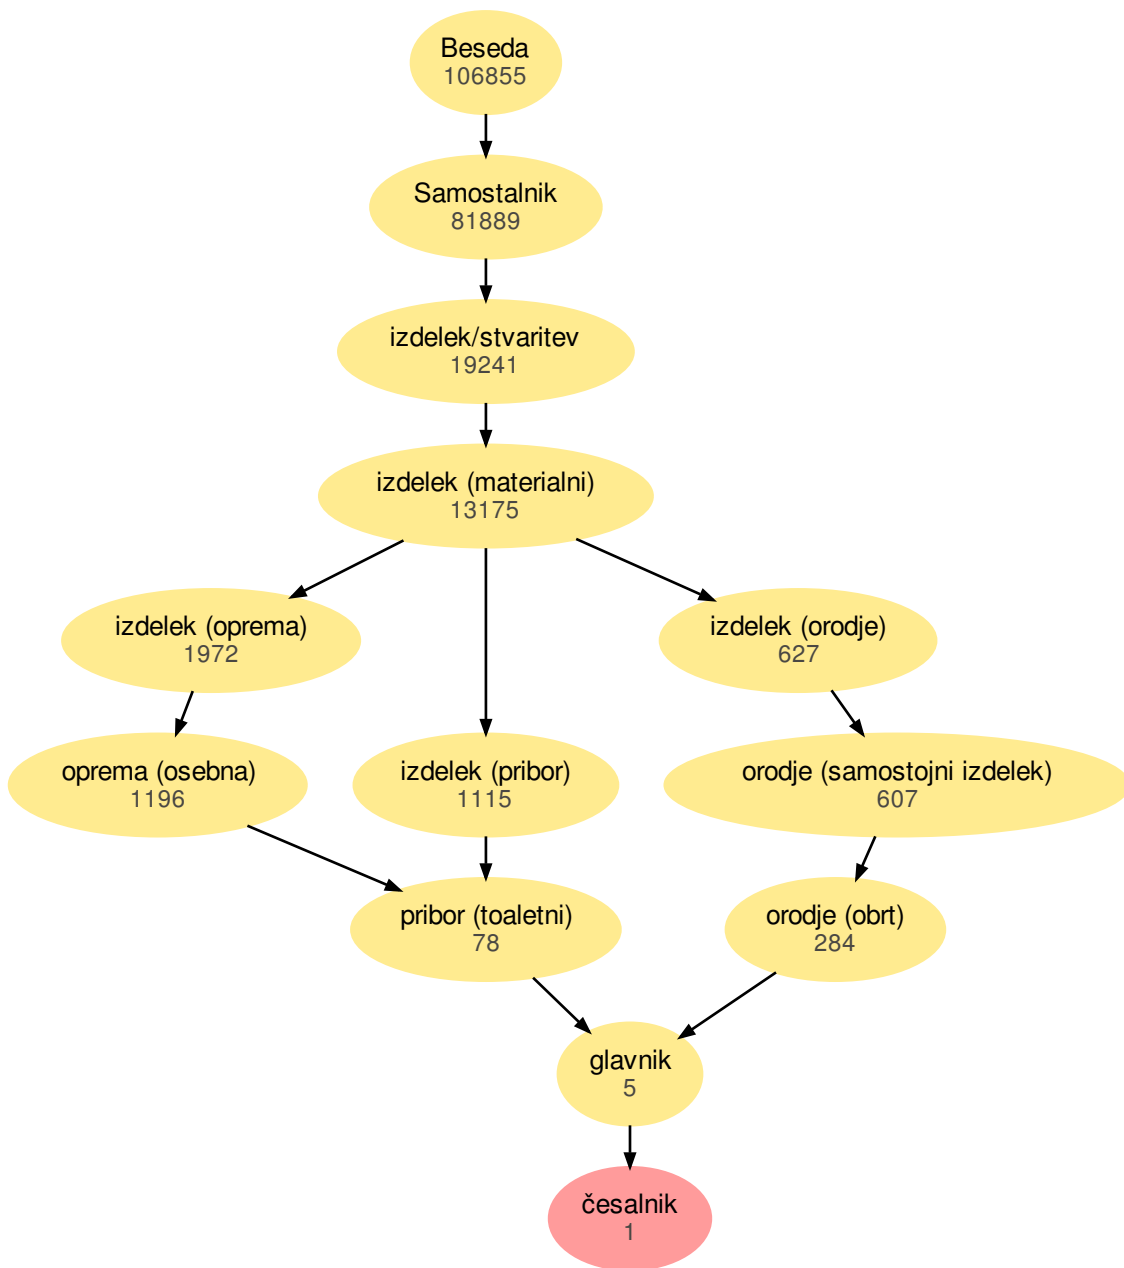 Beseda
106855
Samostalnik
81889
izdelek/stvaritev
19241
izdelek (materialni)
13175
izdelek (oprema)
1972
izdelek (orodje)
627
oprema (osebna)
1196
izdelek (pribor)
1115
orodje (samostojni izdelek)
607
pribor (toaletni)
78
orodje (obrt)
284
glavnik
5
česalnik
1